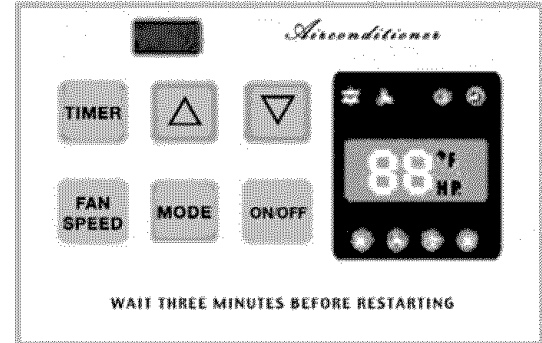 Airconditioner
TIMER
88 °F
HP
FAN SPEED
MODE
ON/OFF
WAIT THREE MINUTES BEFORE RESTARTING